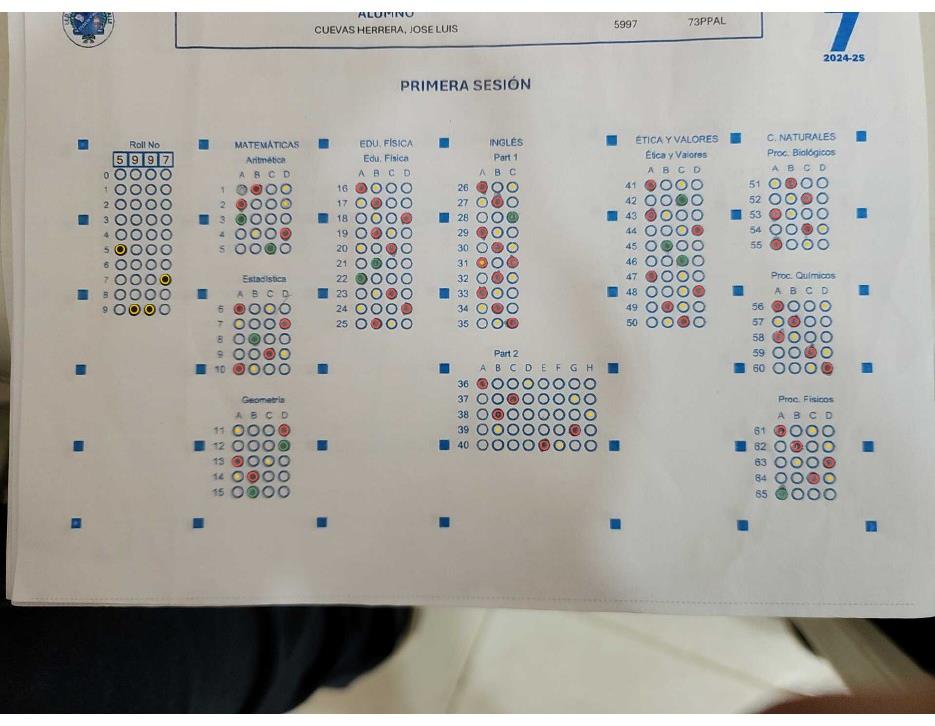 ALUMNO
CUEVAS HERRERA, JOSE LUIS 5997 73PPAL
7
2024-25
PRIMERA SESIÓN
Roll No
5 9 9 7
0
1
2
3
4
5
6
7
8
9
MATEMÁTICAS
Aritmética
A B C D
1
2
3
4
5
Estadística
A B C D
6
7
8
9
10
Geometría
A B C D
11
12
13
14
15
EDU. FÍSICA
Edu. Física
A B C D
16
17
18
19
20
21
22
23
24
25
INGLÉS
Part 1
A B C
26
27
28
29
30
31
32
33
34
35
Part 2
A B C D E F G H
36
37
38
39
40
ÉTICA Y VALORES
Ética y Valores
A B C D
41
42
43
44
45
46
47
48
49
50
C. NATURALES
Proc. Biológicos
A B C D
51
52
53
54
55
Proc. Químicos
A B C D
56
57
58
59
60
Proc. Físicos
A B C D
61
62
63
64
65